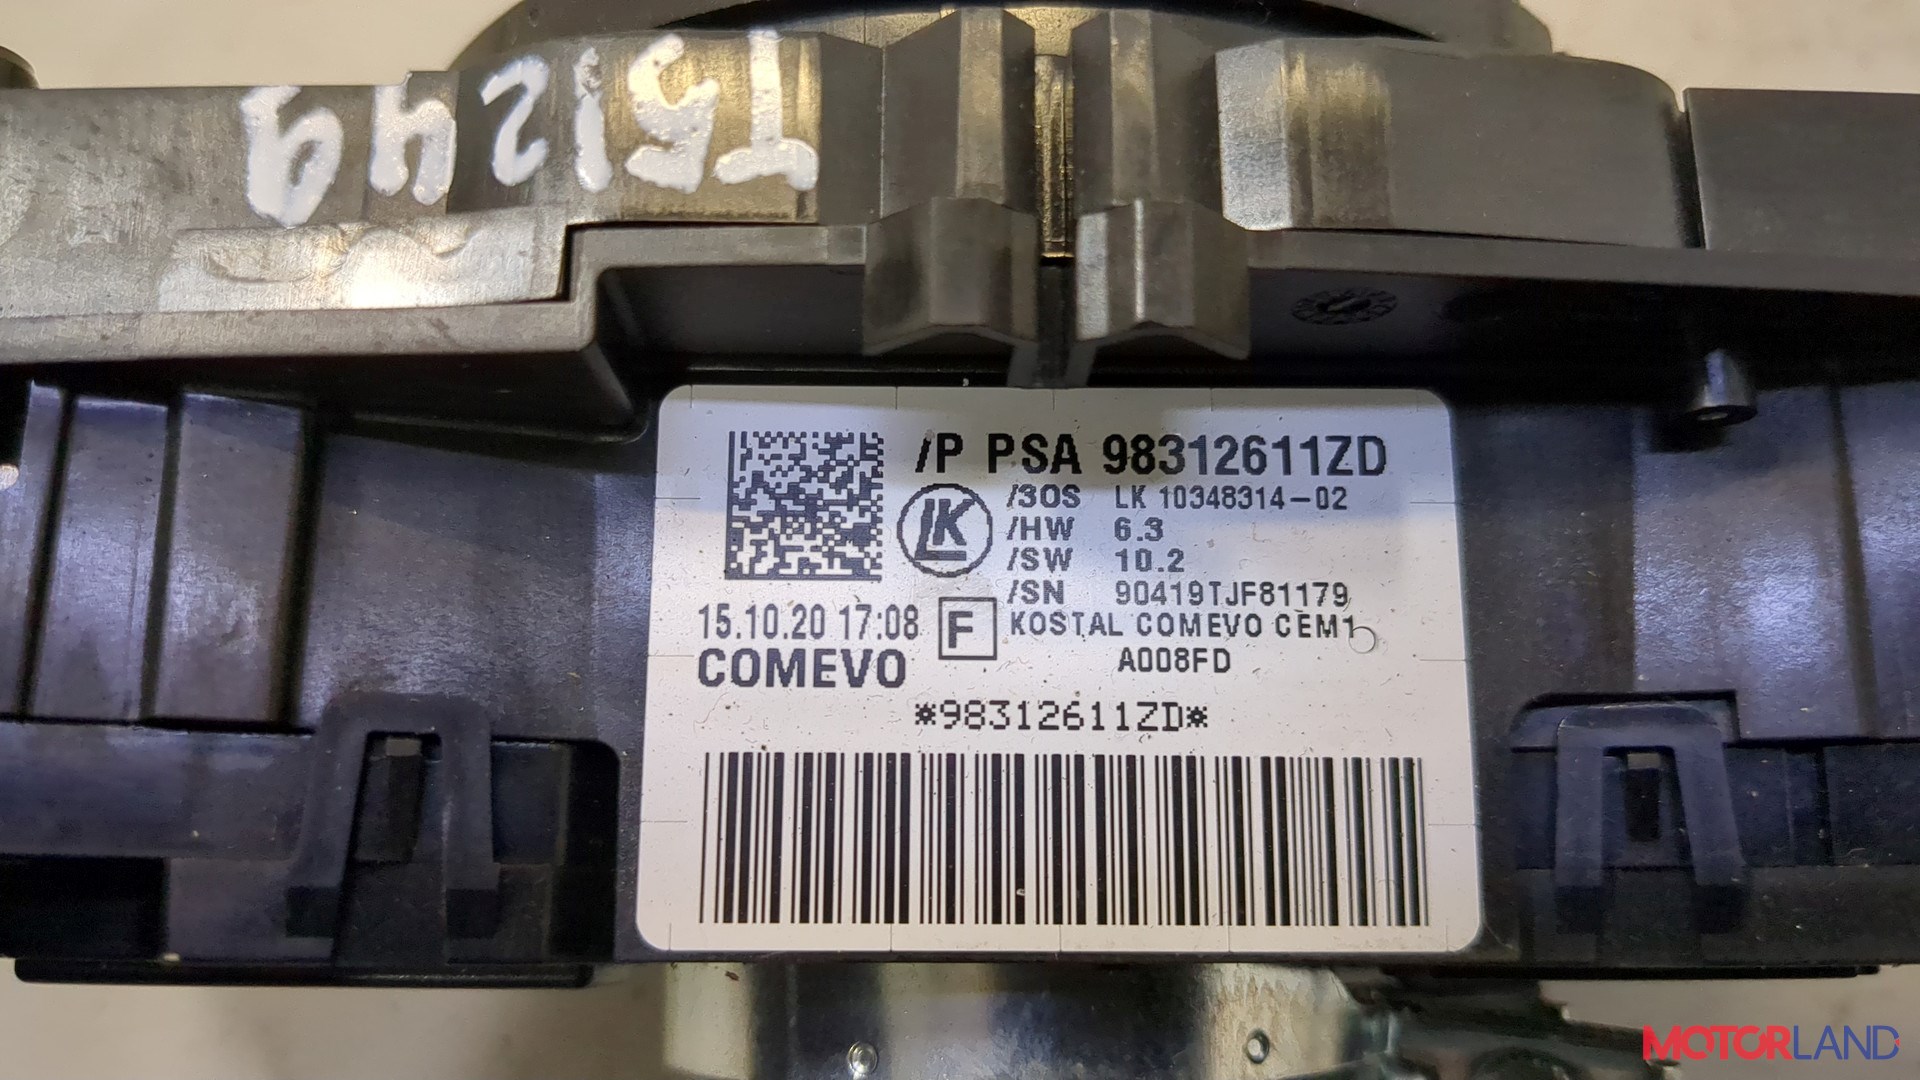 T51249
/P PSA 98312611ZD
LK
/3OS LK 10348314-02
/HW 6.3
/SW 10.2
/SN 90419TJF81179
15.10.20 17:08 F KOSTAL COMEVO CEM1
COMEVO A008FD
*98312611ZD*
MOTORLAND